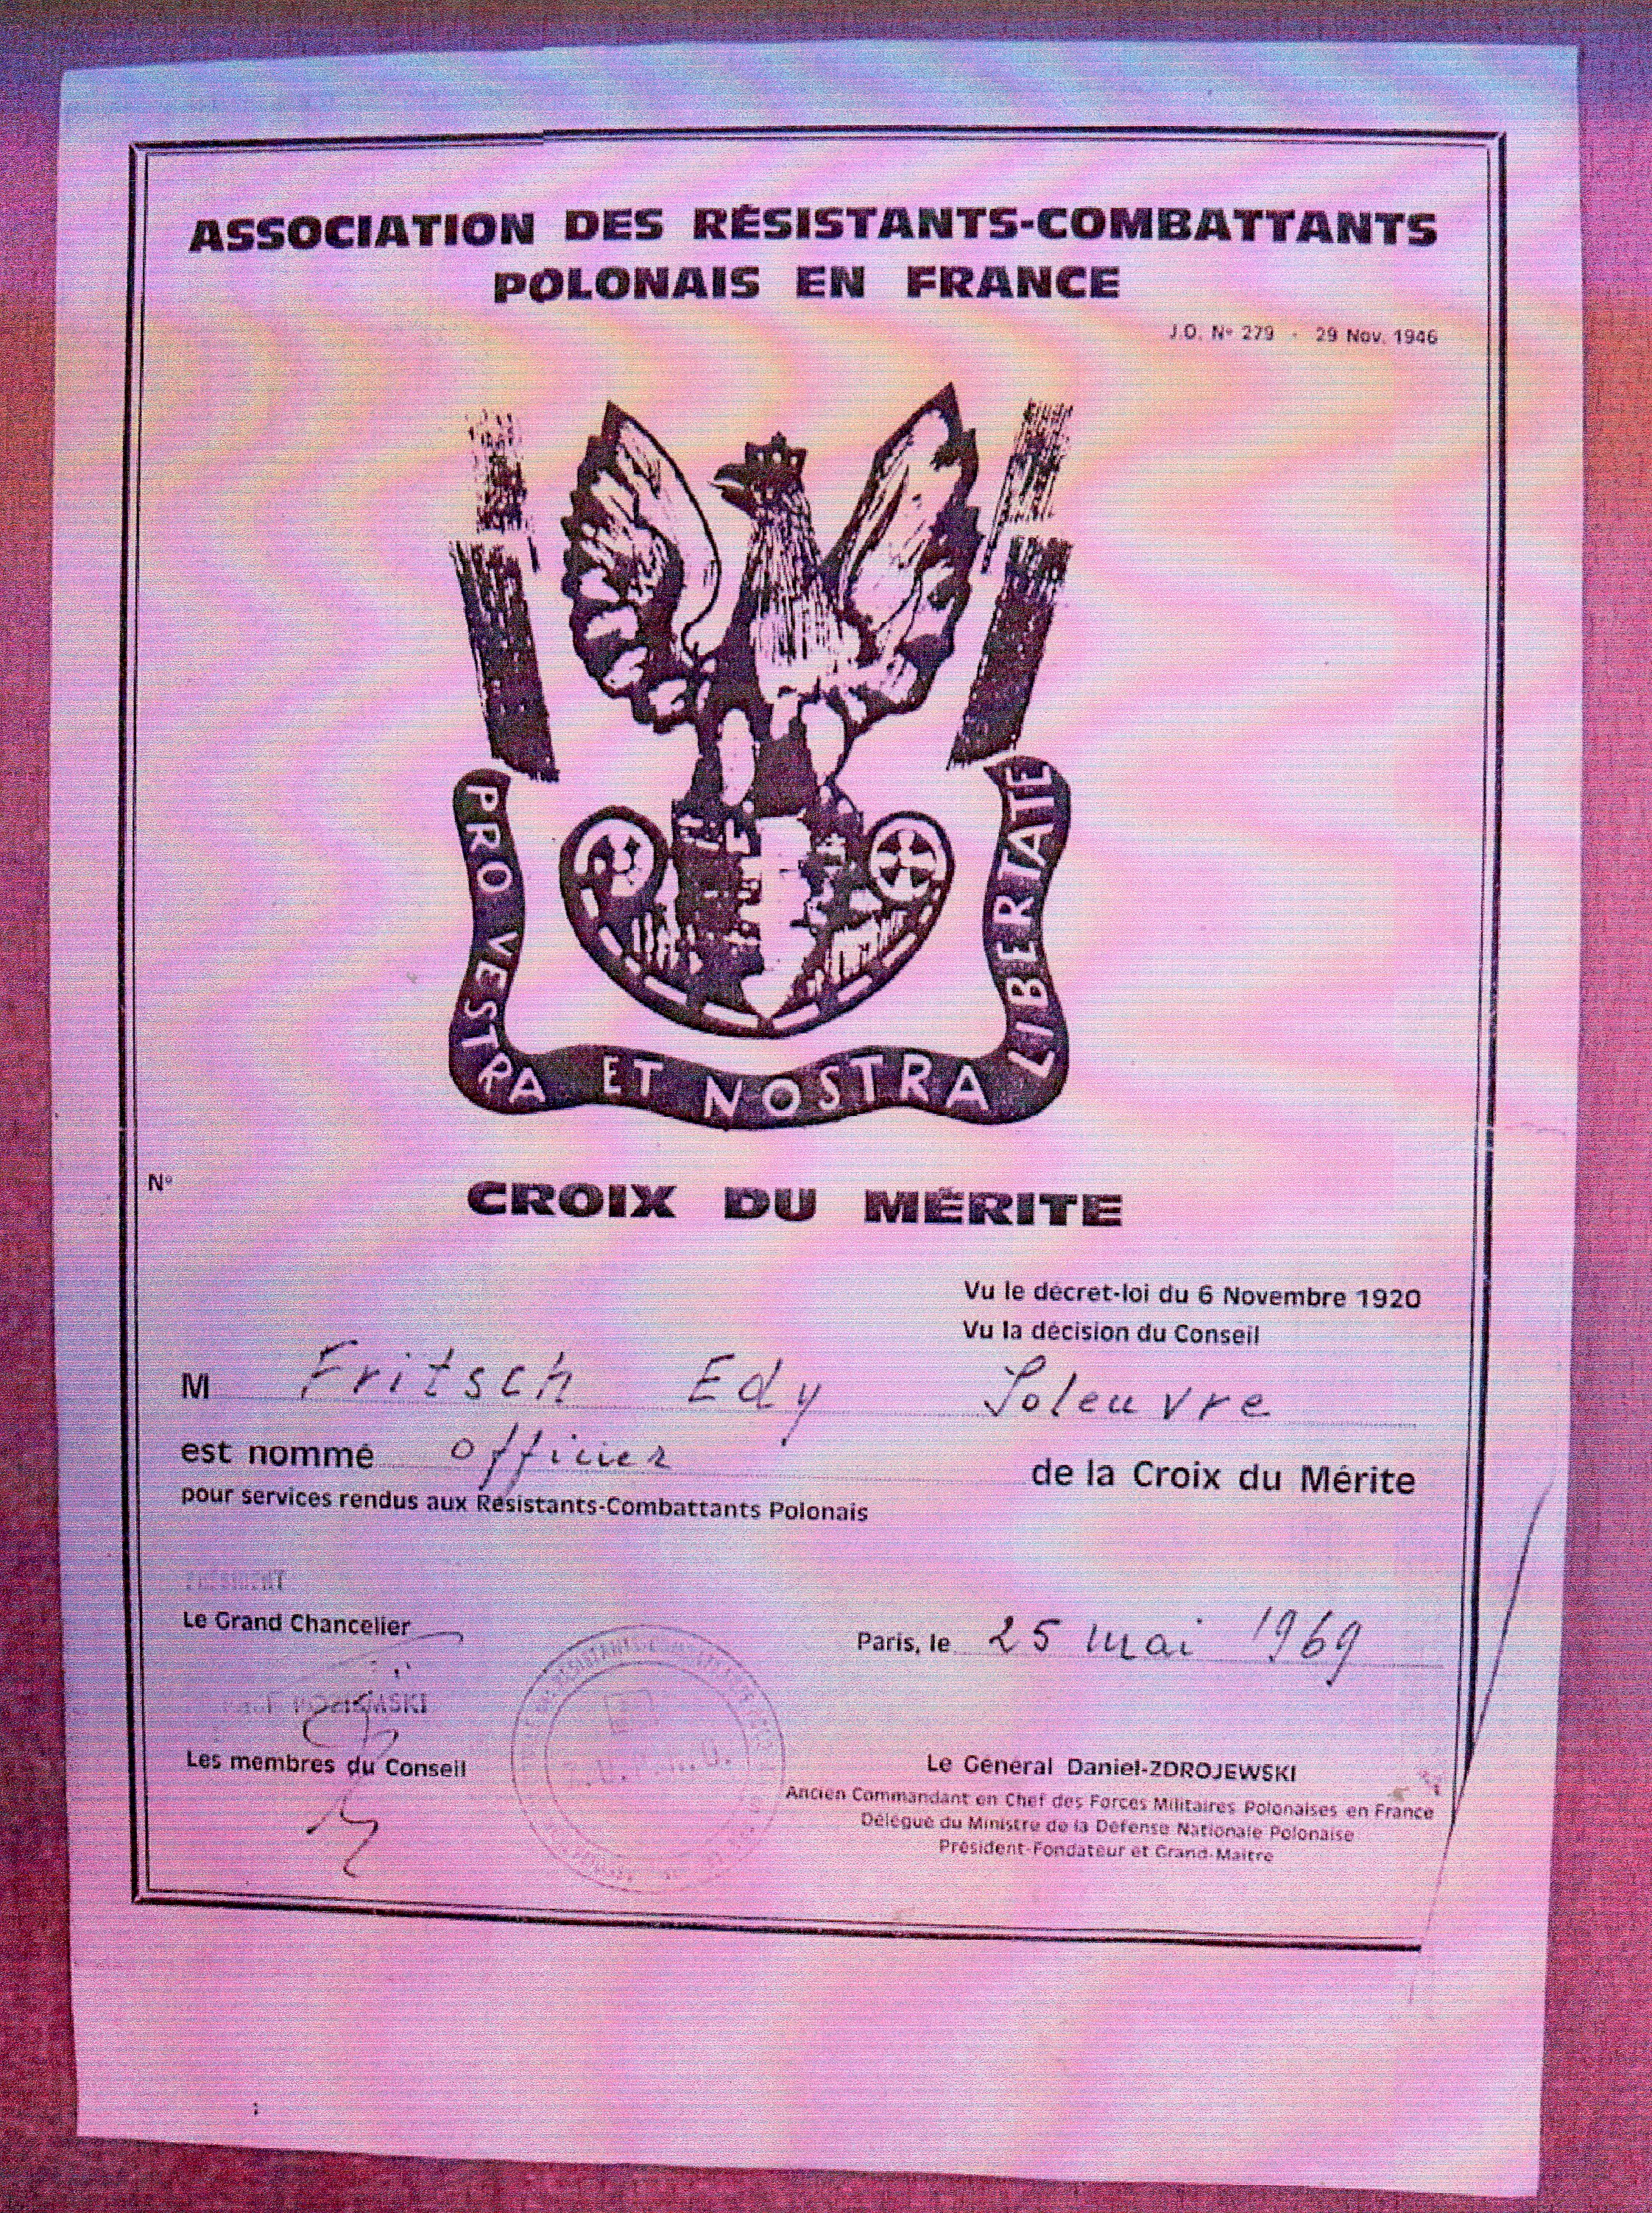 ASSOCIATION DES RÉSISTANTS-COMBATTANTS
POLONAIS EN FRANCE
J.O. Nº 279 - 29 Nov. 1946
PRO VESTRA ET NOSTRA LIBERTATE
Nº
CROIX DU MÉRITE
Vu le décret-loi du 6 Novembre 1920
Vu la décision du Conseil
M Fritsch Edy Soleuvre
est nommé officier de la Croix du Mérite
pour services rendus aux Résistants-Combattants Polonais
PRESIDENT
Le Grand Chancelier
Paris, le 25 mai 1969
Les membres du Conseil
Le Général Daniel-ZDROJEWSKI
Ancien Commandant en Chef des Forces Militaires Polonaises en France
Délégué du Ministre de la Défense Nationale Polonaise
Président-Fondateur et Grand-Maître